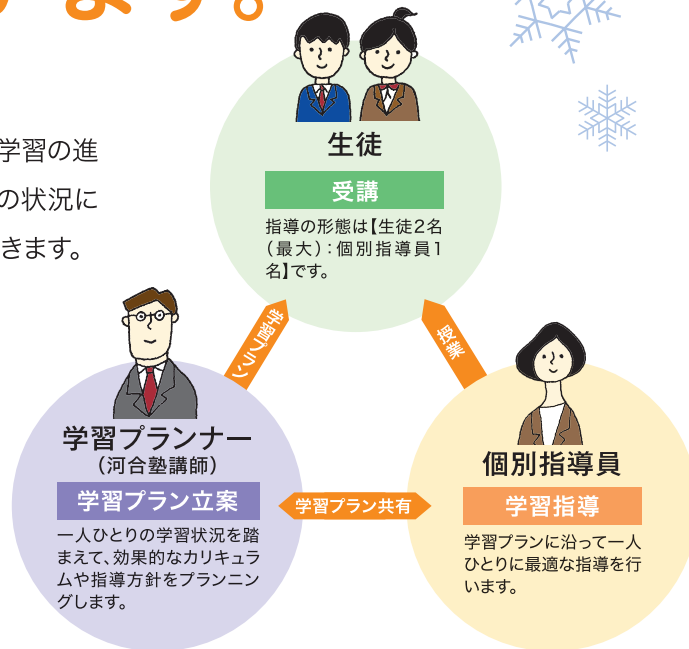 ます。
学習の進
の状況に
きます。
生徒
受講
指導の形態は【生徒2名
（最大）：個別指導員1
名】です。
学習プラン
授業
学習プランナー
（河合塾講師）
学習プラン立案
一人ひとりの学習状況を踏
まえて、効果的なカリキュラ
ムや指導方針をプランニン
グします。
学習プラン共有
個別指導員
学習指導
学習プランに沿って一人
ひとりに最適な指導を行
います。